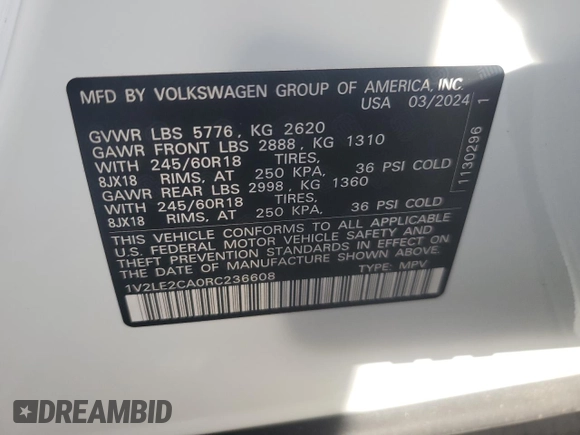 MFD BY VOLKSWAGEN GROUP OF AMERICA, INC.
USA 03/2024
GVWR LBS 5776, KG 2620
GAWR FRONT LBS 2888, KG 1310
WITH 245/60R18 TIRES,
8JX18 RIMS, AT 250 KPA, 36 PSI COLD
GAWR REAR LBS 2998, KG 1360
WITH 245/60R18 TIRES,
8JX18 RIMS, AT 250 KPA, 36 PSI COLD
THIS VEHICLE CONFORMS TO ALL APPLICABLE
U.S. FEDERAL MOTOR VEHICLE SAFETY AND
THEFT PREVENTION STANDARDS IN EFFECT ON
THE DATE OF MANUFACTURE SHOWN ABOVE.
1V2LE2CA0RC236608 TYPE: MPV
1130296 1
DREAMBID